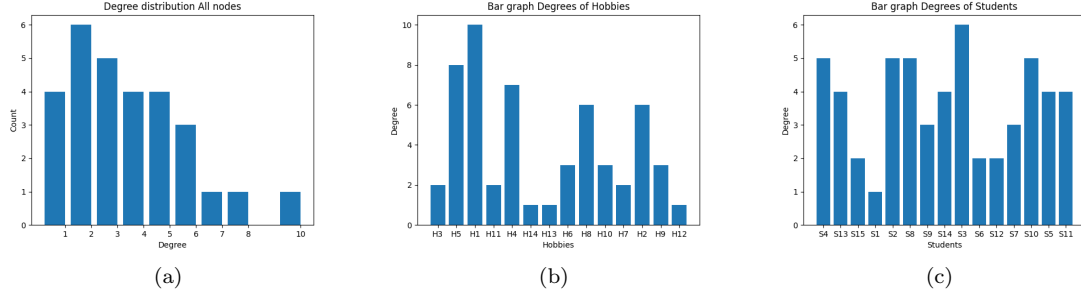 Degree distribution All nodes
6
5
4
3
2
1
0
Count
1 2 3 4 5 6 7 8 10
Degree
(a)
Bar graph Degrees of Hobbies
10
8
6
4
2
0
Degree
H3 H5 H1 H11 H4 H14 H13 H6 H8 H10 H7 H2 H9 H12
Hobbies
(b)
Bar graph Degrees of Students
6
5
4
3
2
1
0
Degree
S4 S13 S15 S1 S2 S8 S9 S14 S3 S6 S12 S7 S10 S5 S11
Students
(c)